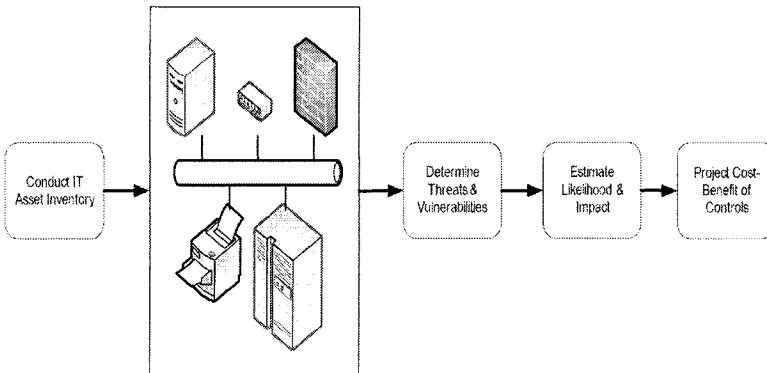 Conduct IT
Asset Inventory
Determine
Threats &
Vulnerabilities
Estimate
Likelihood &
Impact
Project Cost-
Benefit of
Controls